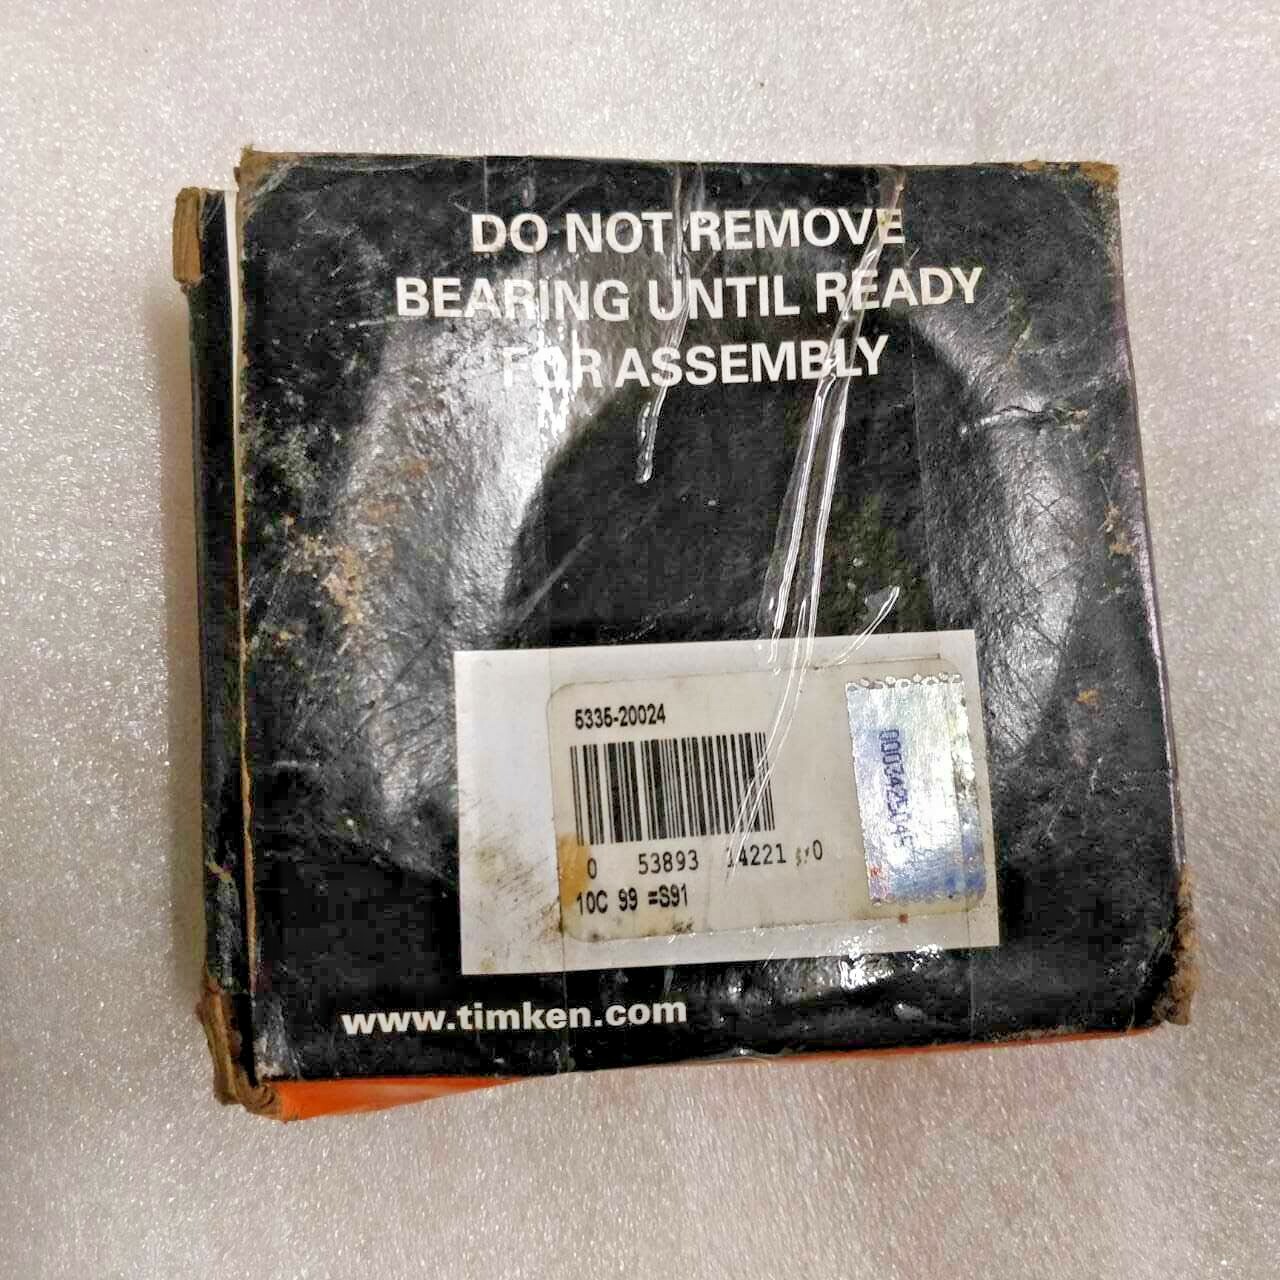 DO NOT REMOVE
BEARING UNTIL READY
FOR ASSEMBLY
5335-20024
0 53893 14221 0
10C 99 =S91
www.timken.com